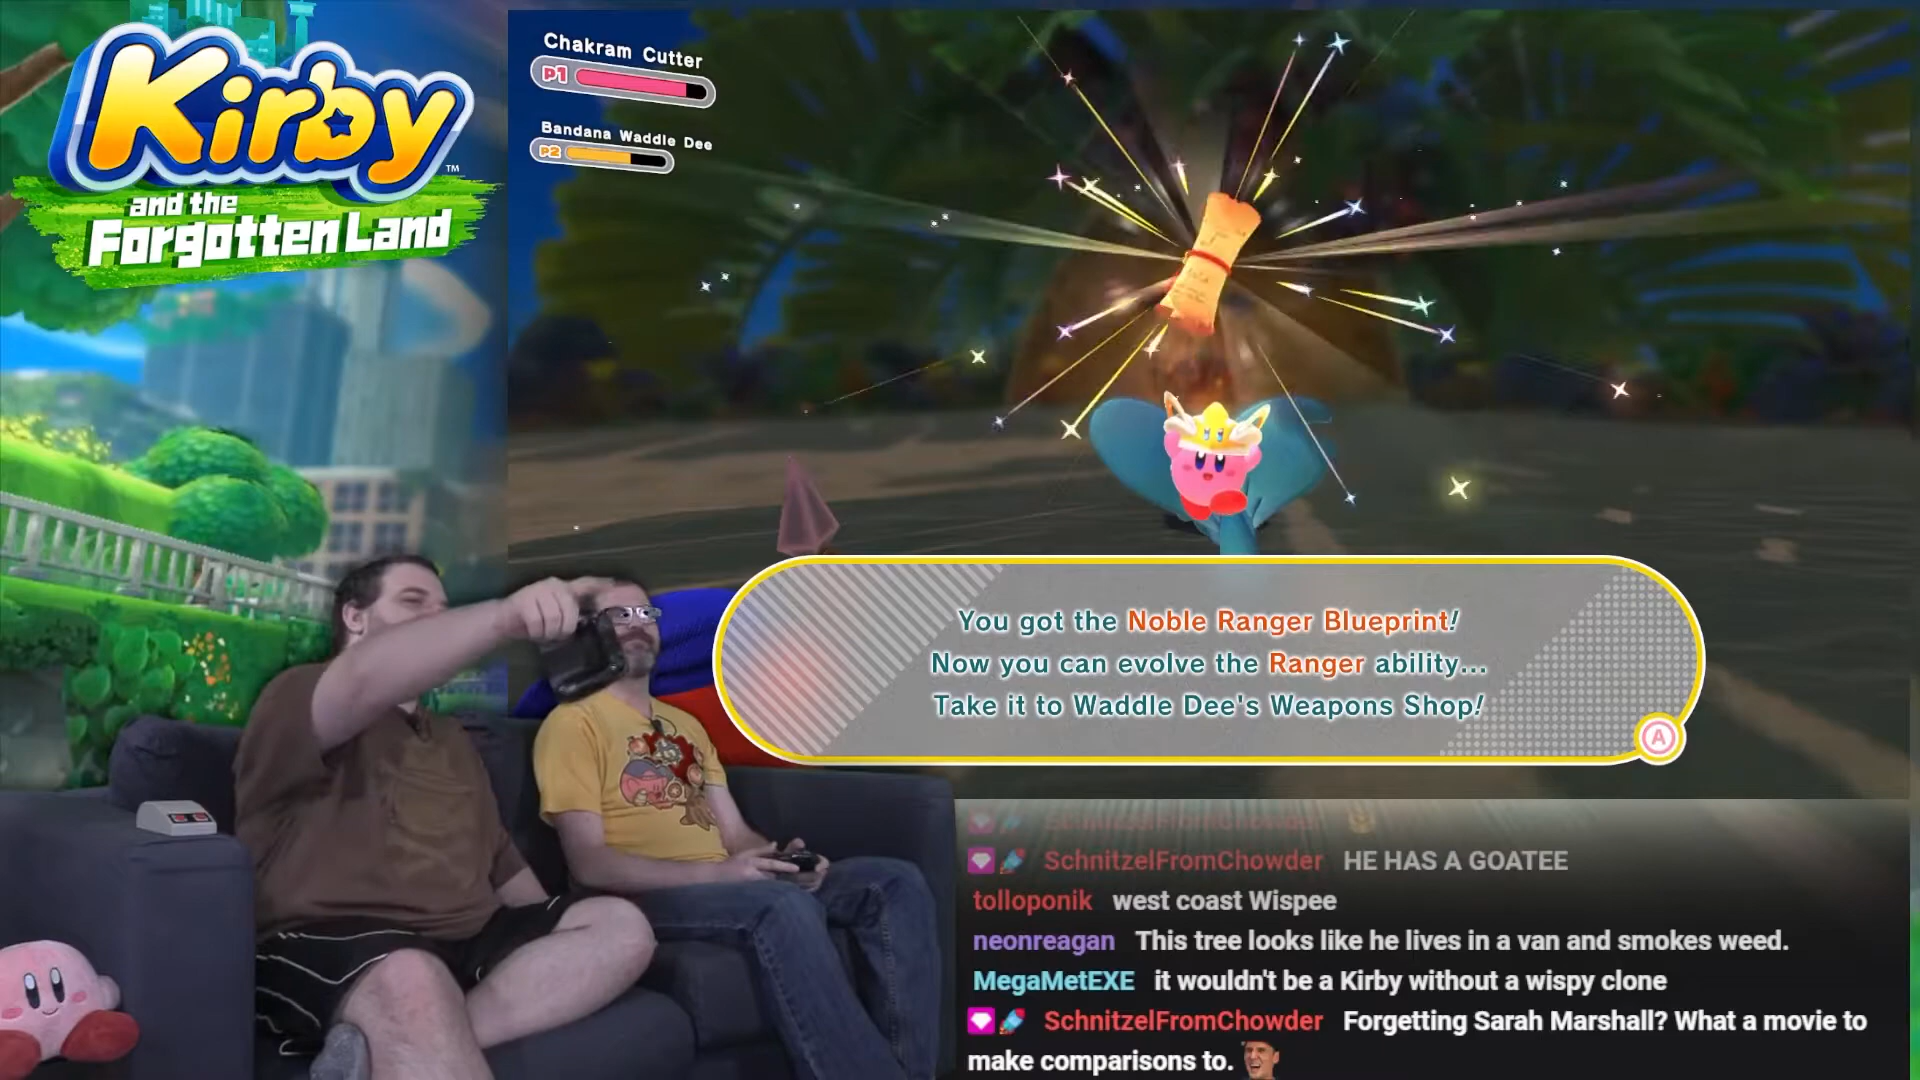 Kirby
TM
and the
Forgotten Land
Chakram Cutter
P1
Bandana Waddle Dee
P2
You got the Noble Ranger Blueprint!
Now you can evolve the Ranger ability...
Take it to Waddle Dee's Weapons Shop!
A
SchnitzelFromChowder HE HAS A GOATEE
tolloponik west coast Wispee
neonreagan This tree looks like he lives in a van and smokes weed.
MegaMetEXE it wouldn't be a Kirby without a wispy clone
SchnitzelFromChowder Forgetting Sarah Marshall? What a movie to
make comparisons to.